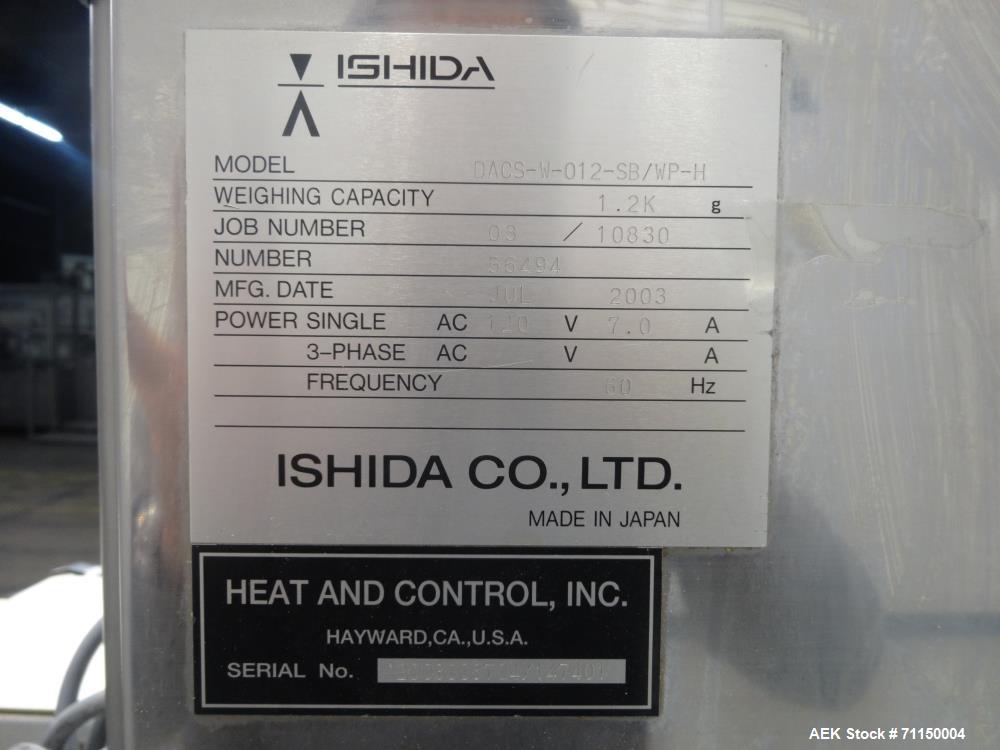 ISHIDA
MODEL DACS-W-012-SB/WP-H
WEIGHING CAPACITY 1.2K g
JOB NUMBER 03 / 10830
NUMBER 56494
MFG. DATE JUL 2003
POWER SINGLE AC 110 V 7.0 A
3-PHASE AC V A
FREQUENCY 60 Hz
ISHIDA CO., LTD.
MADE IN JAPAN
HEAT AND CONTROL, INC.
HAYWARD,CA.,U.S.A.
SERIAL No.
AEK Stock #71150004